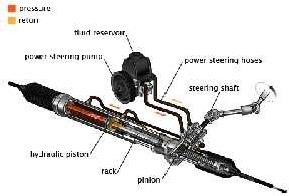 pressure
return
fluid reservoir
power steering pump
power steering hoses
steering shaft
hydraulic piston
rack
pinion